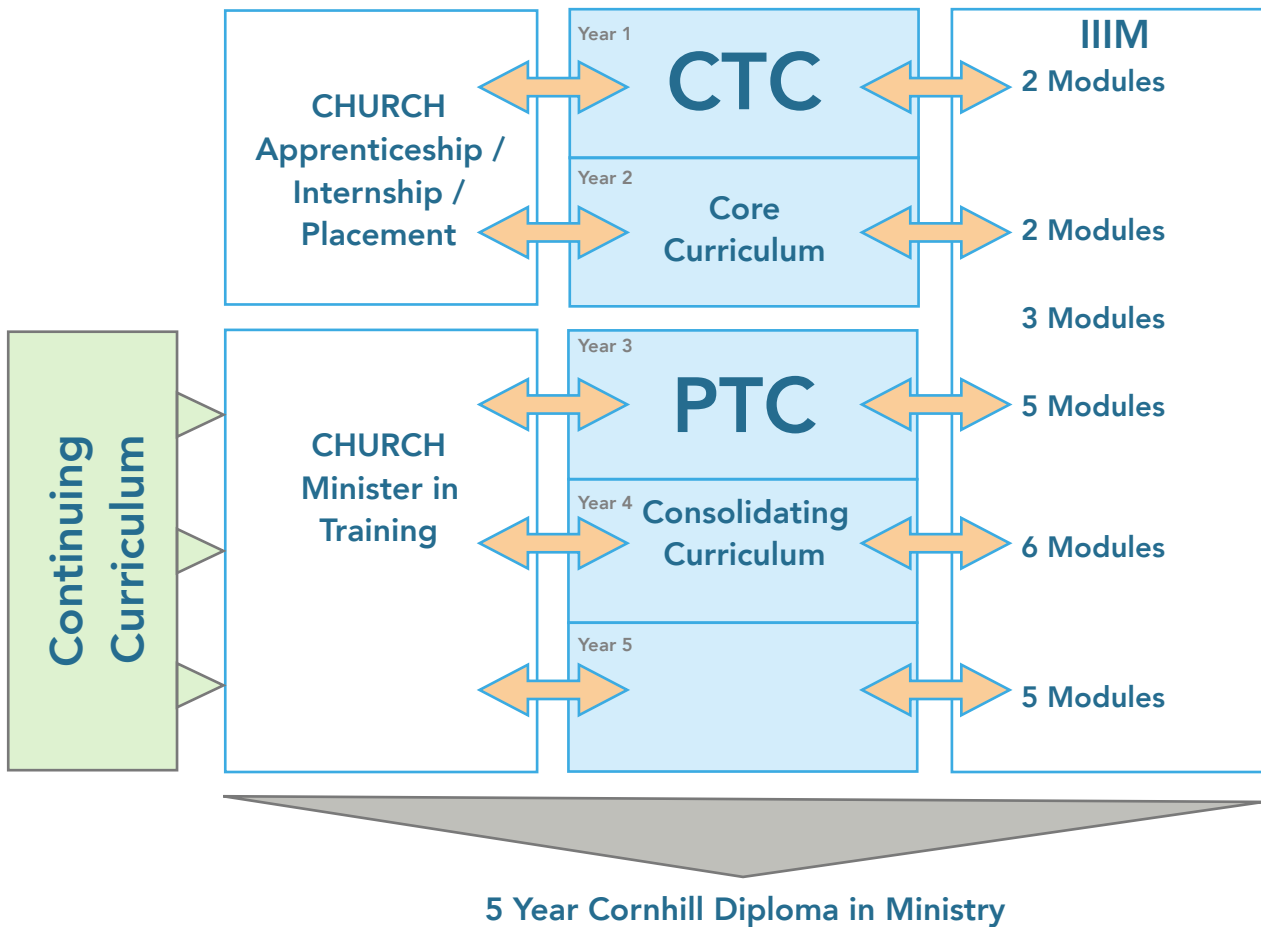 CHURCH
Apprenticeship /
Internship /
Placement
Year 1
CTC
Year 2
Core
Curriculum
IIIM
2 Modules
2 Modules
3 Modules
5 Modules
6 Modules
5 Modules
Continuing
Curriculum
CHURCH
Minister in
Training
Year 3
PTC
Year 4
Consolidating
Curriculum
Year 5
5 Year Cornhill Diploma in Ministry